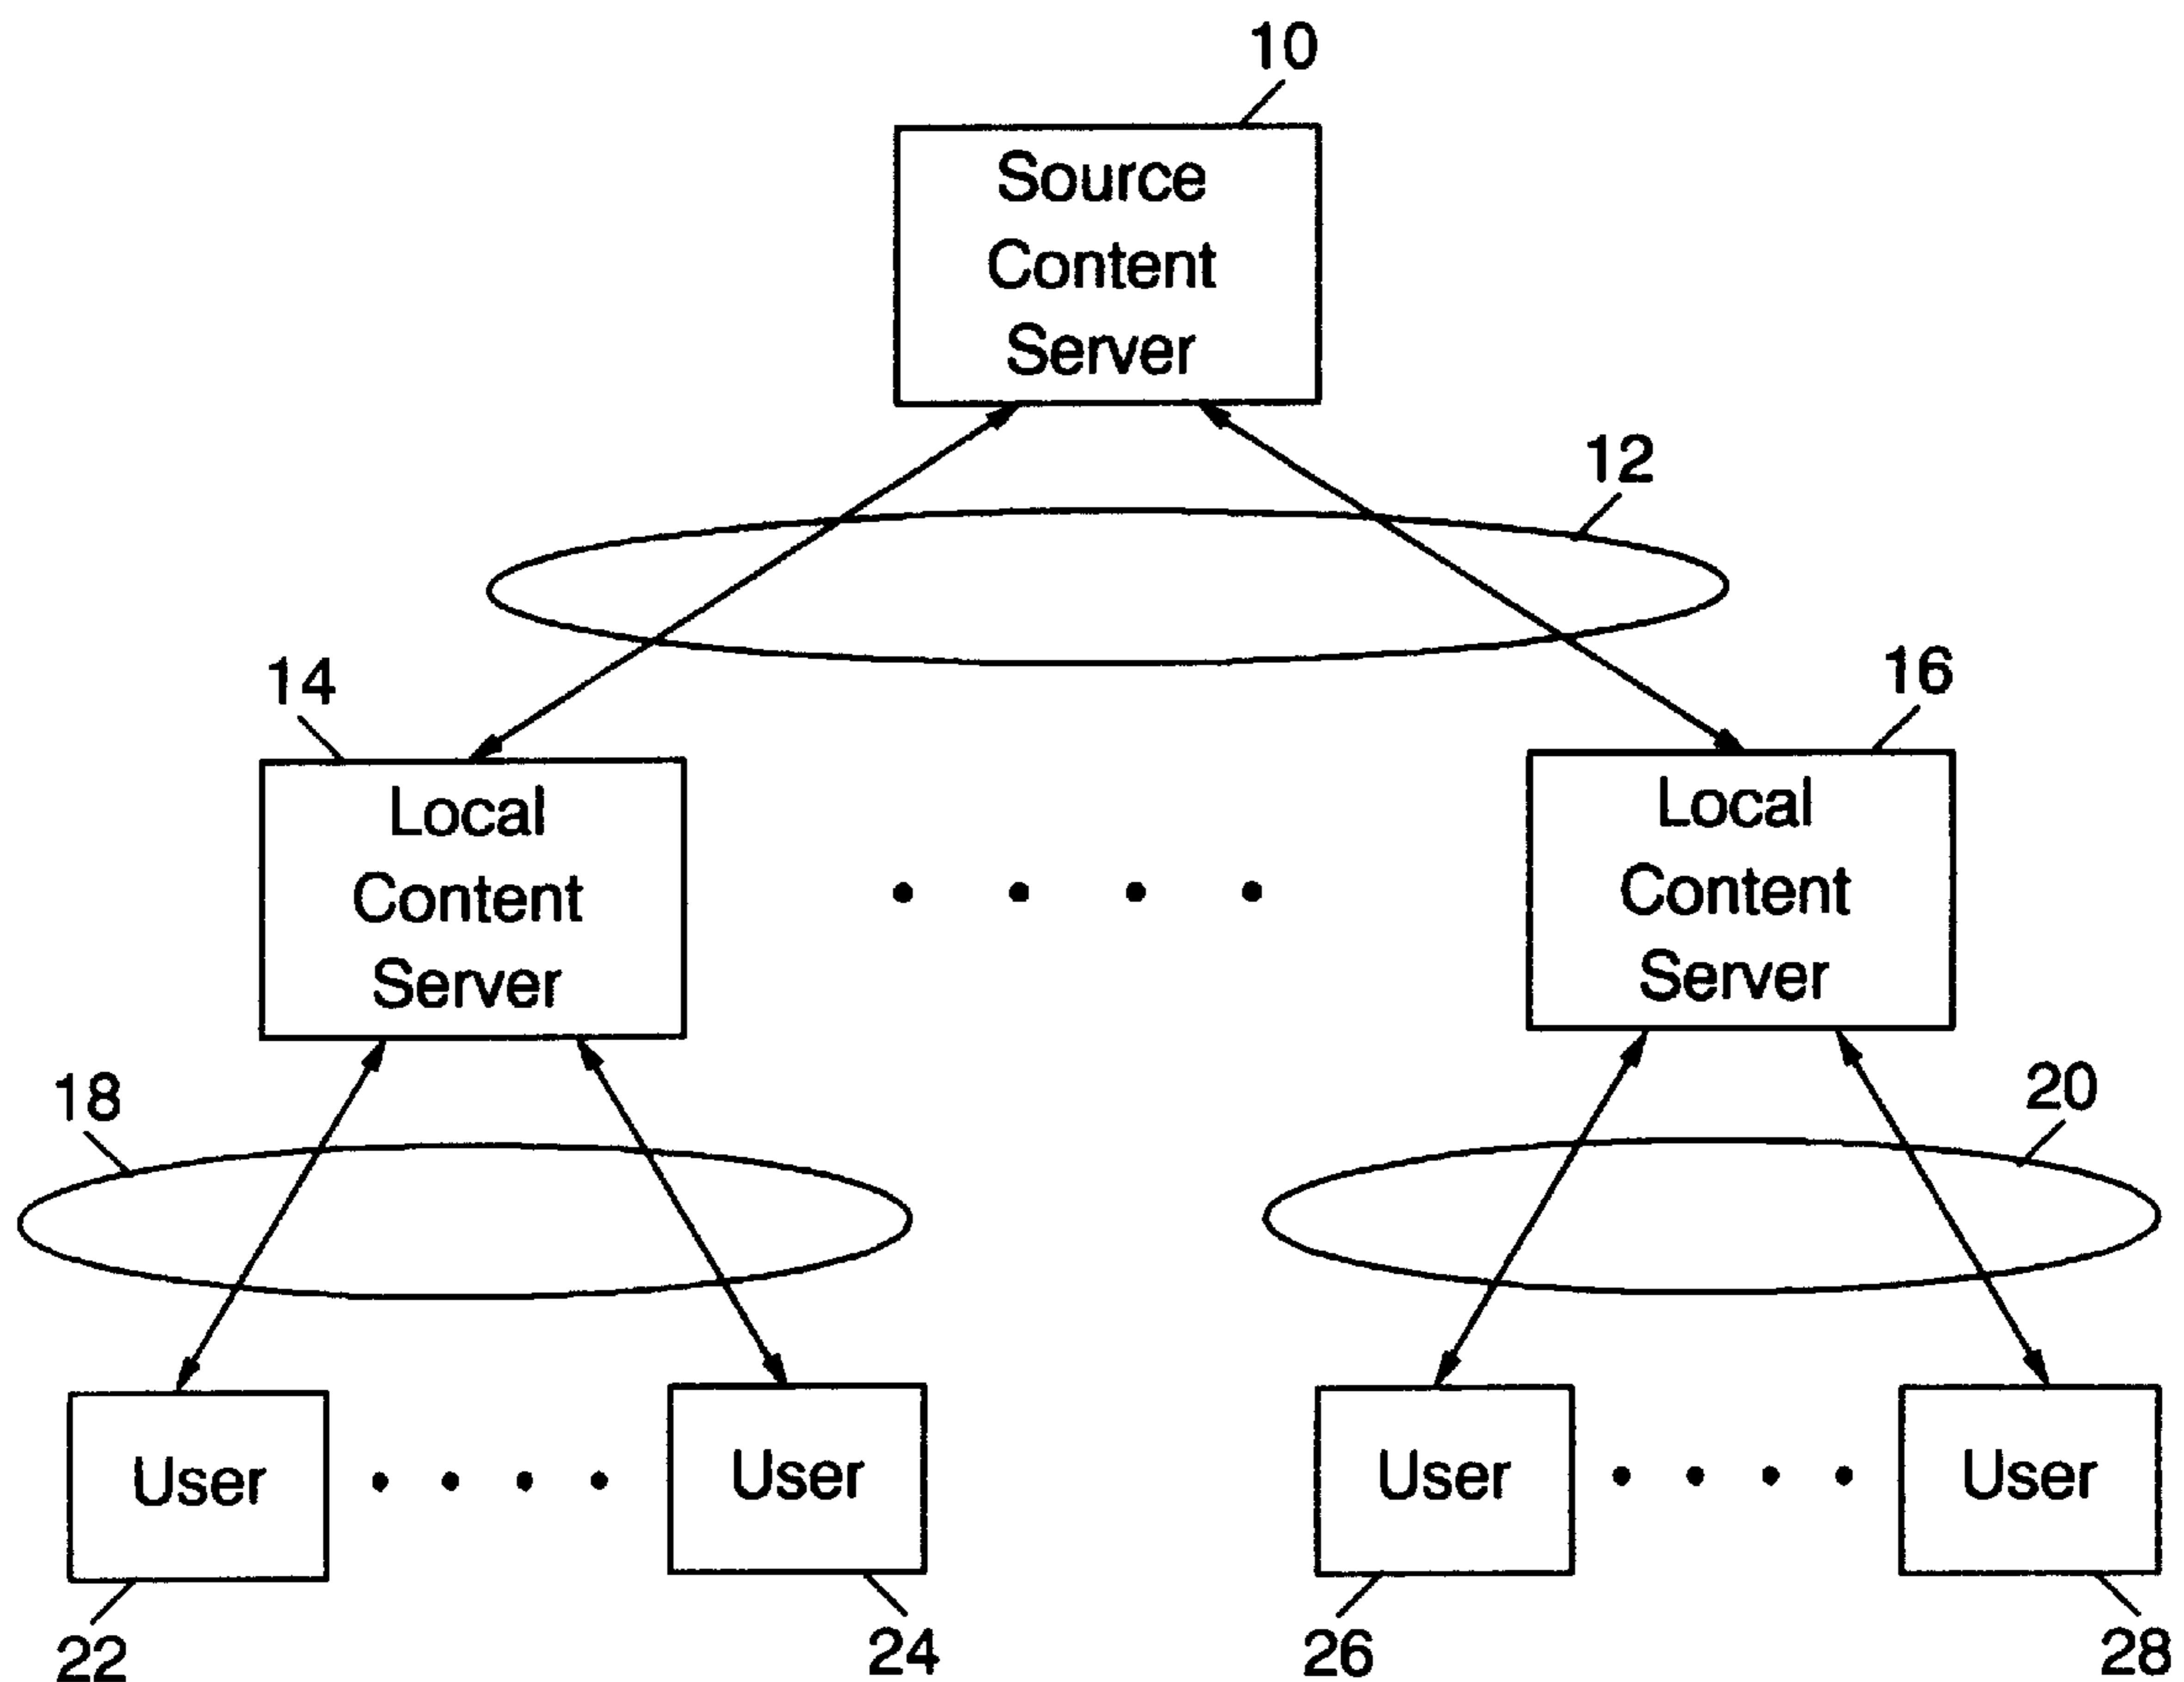 10
Source
Content
Server
12
14
16
Local
Content
Server
Local
Content
Server
18
20
User
User
User
User
22
24
26
28